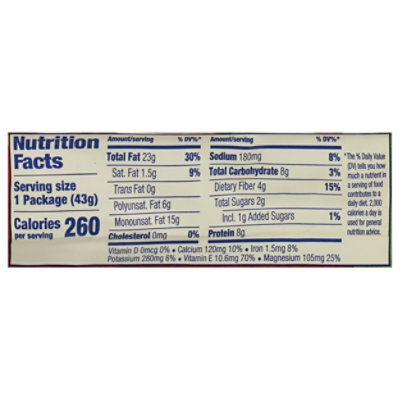 Nutrition
Facts
Serving size
1 Package (43g)
Calories
per serving
260
Amount/serving % DV%*
Total Fat 23g 30%
Sat. Fat 1.5g 9%
Trans Fat 0g
Polyunsat. Fat 6g
Monounsat. Fat 15g
Cholesterol 0mg 0%
Amount/serving % DV%*
Sodium 180mg 8%
Total Carbohydrate 8g 3%
Dietary Fiber 4g 15%
Total Sugars 2g
Incl. 1g Added Sugars 1%
Protein 8g
Vitamin D 0mcg 0% • Calcium 120mg 10% • Iron 1.5mg 8%
Potassium 280mg 6% • Vitamin E 10.6mg 70% • Magnesium 105mg 25%
*The % Daily Value
(DV) tells you how
much a nutrient in
a serving of food
contributes to a
daily diet. 2,000
calories a day is
used for general
nutrition advice.